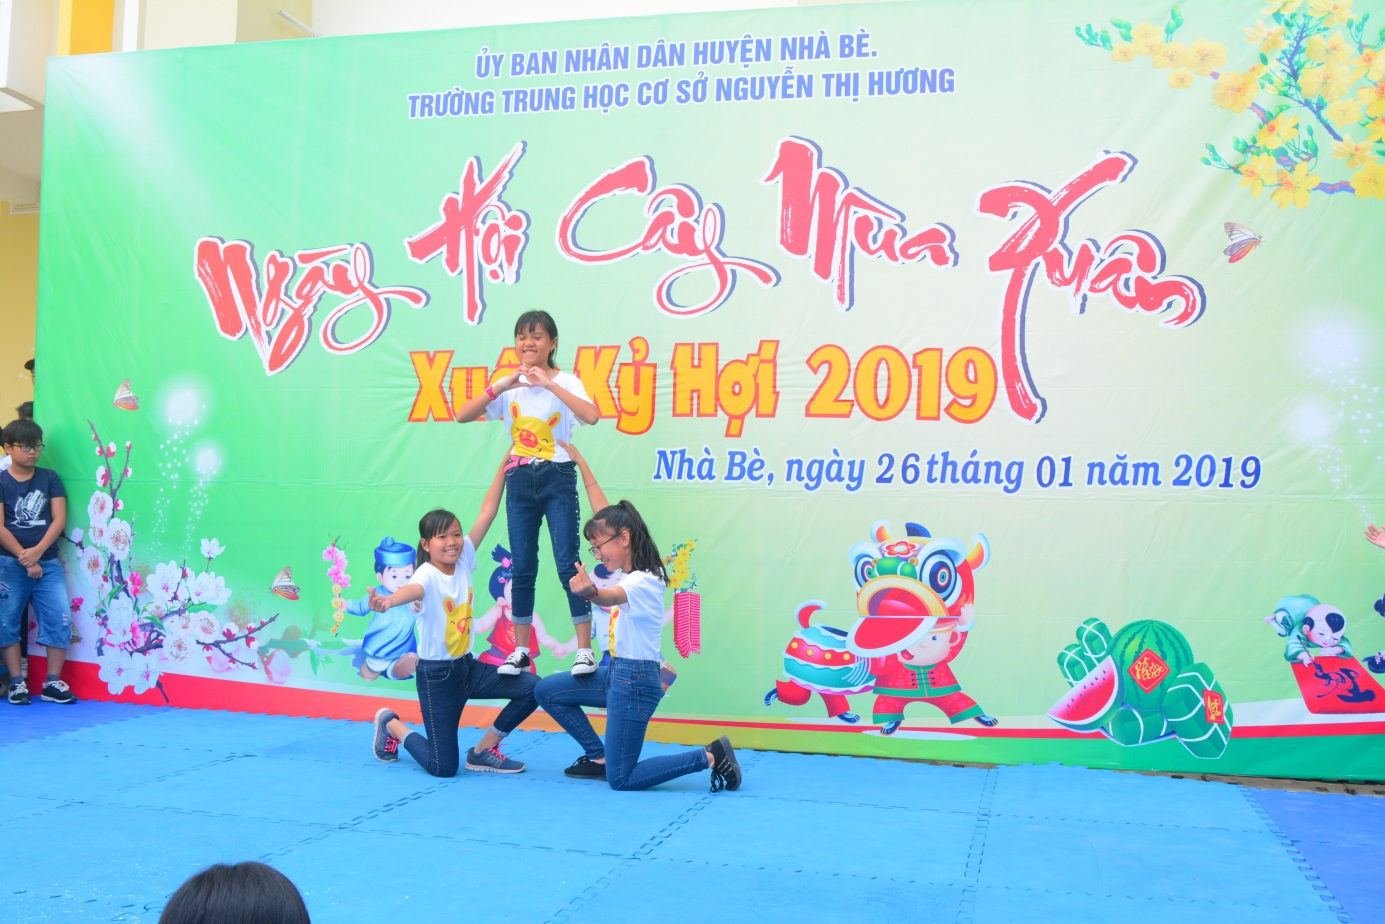 ỦY BAN NHÂN DÂN HUYỆN NHÀ BÈ.
TRƯỜNG TRUNG HỌC CƠ SỞ NGUYỄN THỊ HƯƠNG
Ngày Hội Cây Mùa Xuân
Xuân Kỷ Hợi 2019
Nhà Bè, ngày 26 tháng 01 năm 2019